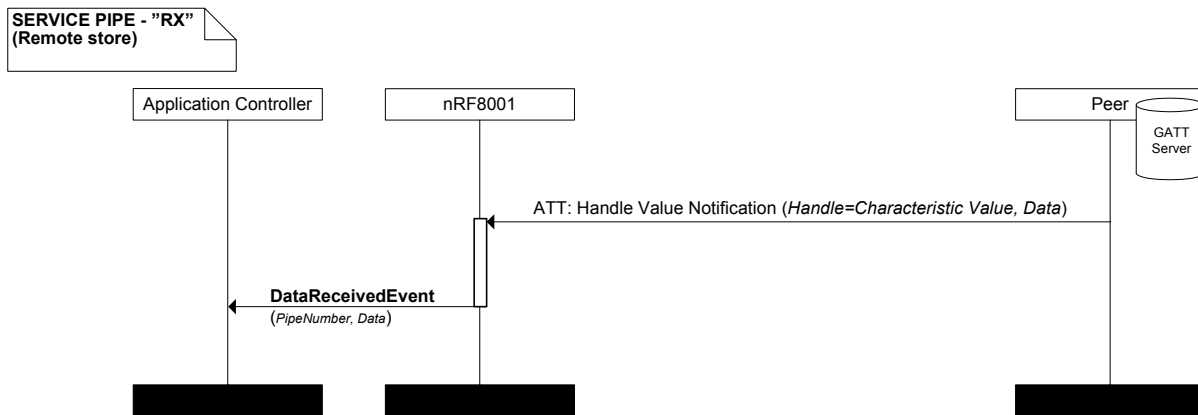 SERVICE PIPE - ”RX”
(Remote store)
Application Controller
nRF8001
Peer
GATT
Server
ATT: Handle Value Notification (Handle=Characteristic Value, Data)
DataReceivedEvent
(PipeNumber, Data)